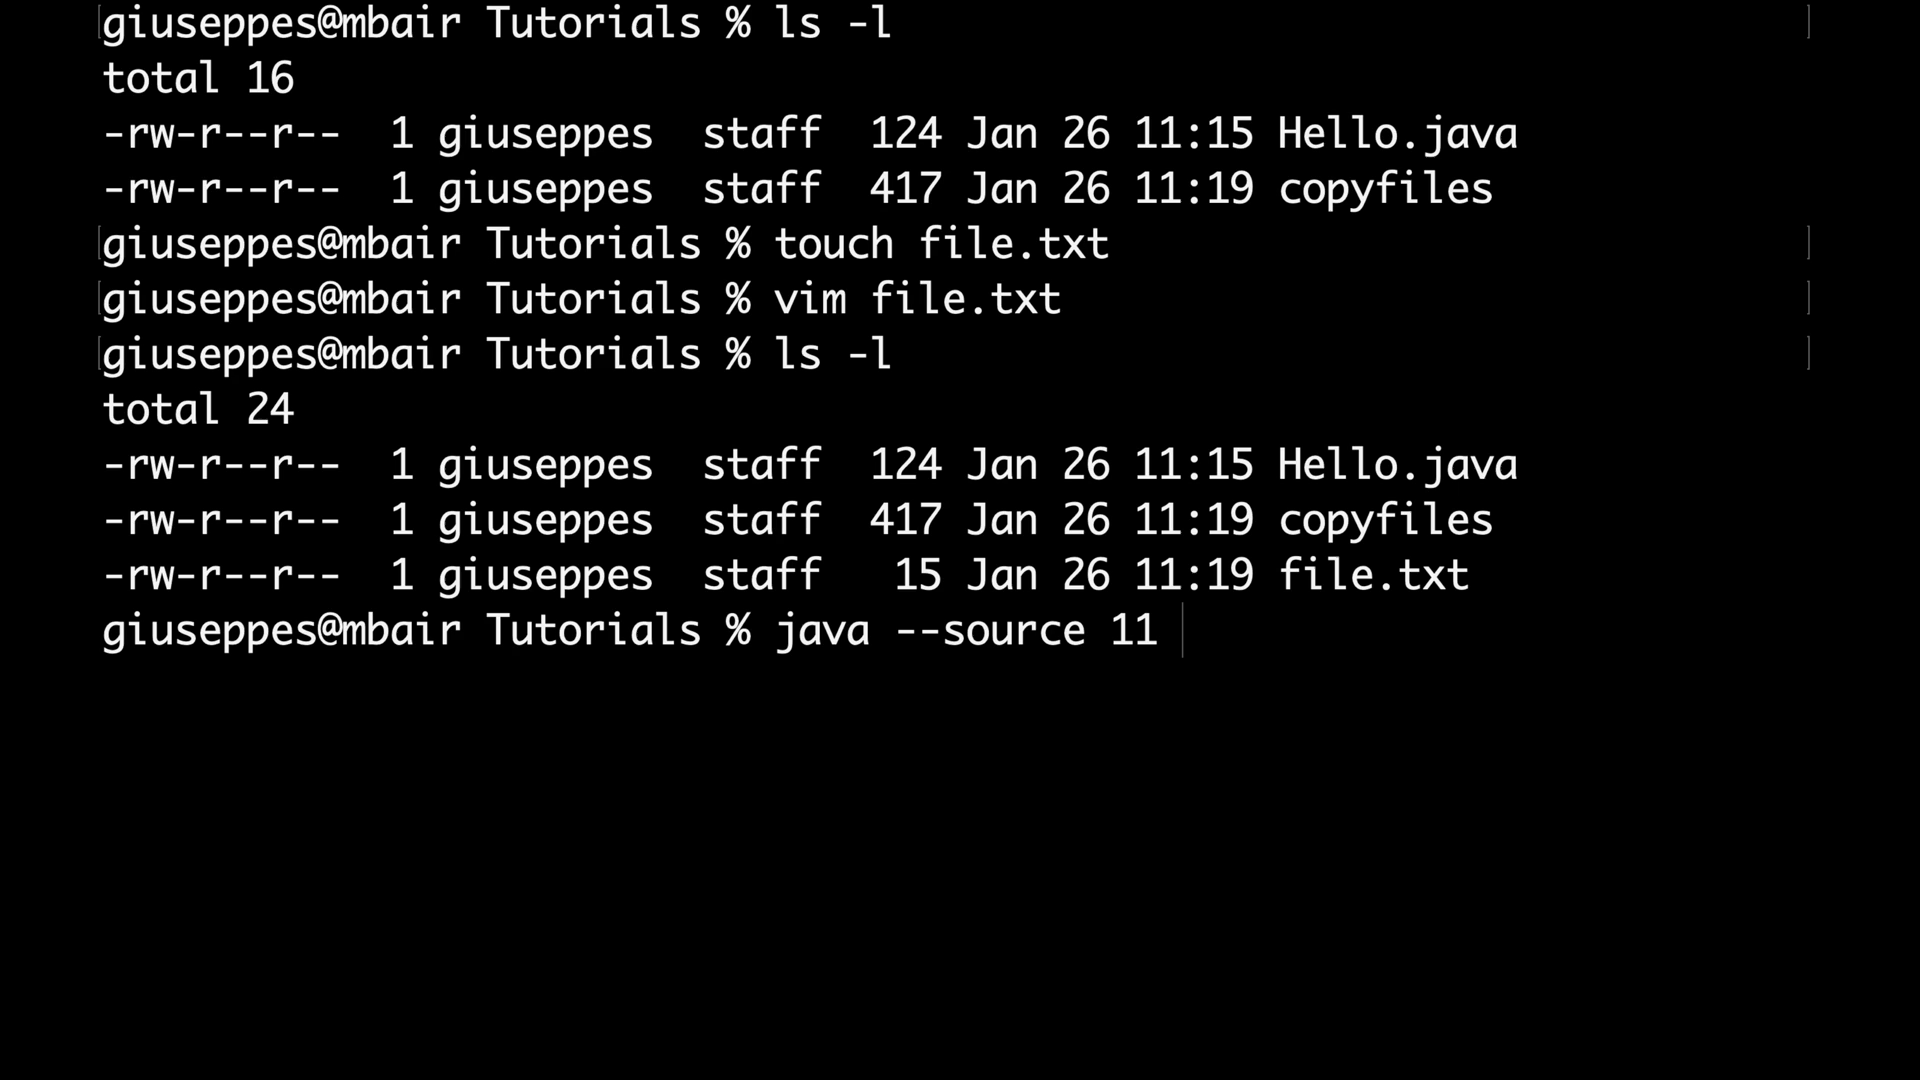 giuseppes@mbair Tutorials % ls -l
total 16
-rw-r--r--  1 giuseppes  staff  124 Jan 26 11:15 Hello.java
-rw-r--r--  1 giuseppes  staff  417 Jan 26 11:19 copyfiles
giuseppes@mbair Tutorials % touch file.txt
giuseppes@mbair Tutorials % vim file.txt
giuseppes@mbair Tutorials % ls -l
total 24
-rw-r--r--  1 giuseppes  staff  124 Jan 26 11:15 Hello.java
-rw-r--r--  1 giuseppes  staff  417 Jan 26 11:19 copyfiles
-rw-r--r--  1 giuseppes  staff   15 Jan 26 11:19 file.txt
giuseppes@mbair Tutorials % java --source 11